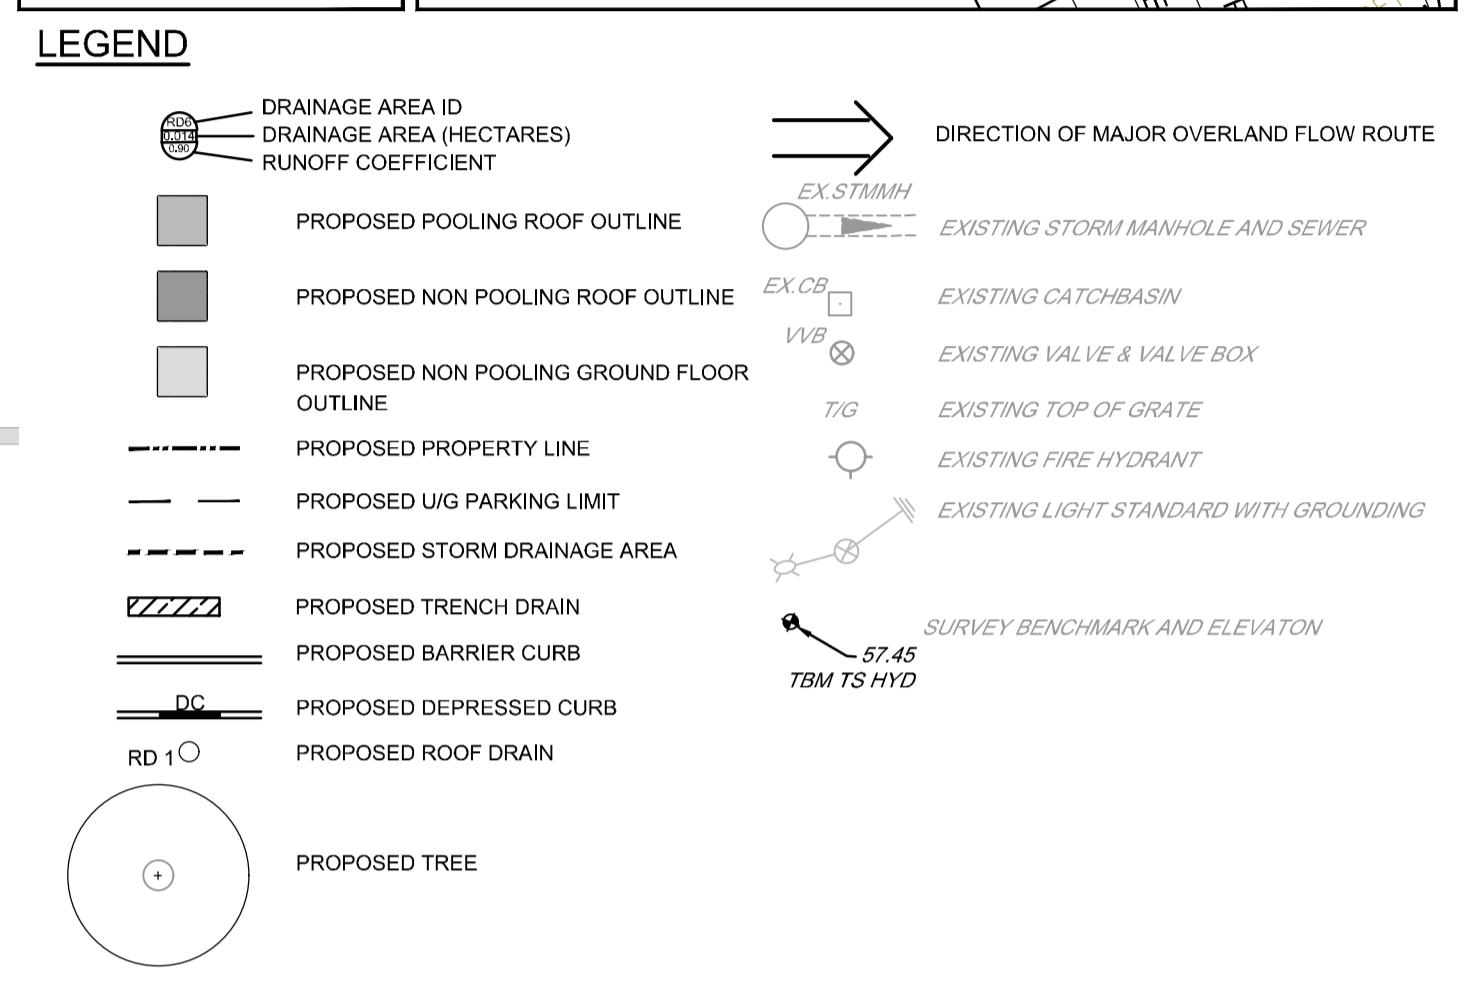 LEGEND
RD6
0.014
0.90
DRAINAGE AREA ID
DRAINAGE AREA (HECTARES)
RUNOFF COEFFICIENT
PROPOSED POOLING ROOF OUTLINE
PROPOSED NON POOLING ROOF OUTLINE
PROPOSED NON POOLING GROUND FLOOR
OUTLINE
PROPOSED PROPERTY LINE
PROPOSED U/G PARKING LIMIT
PROPOSED STORM DRAINAGE AREA
PROPOSED TRENCH DRAIN
PROPOSED BARRIER CURB
DC
PROPOSED DEPRESSED CURB
RD 1
PROPOSED ROOF DRAIN
PROPOSED TREE
DIRECTION OF MAJOR OVERLAND FLOW ROUTE
EX.STMMH
EXISTING STORM MANHOLE AND SEWER
EX.CB
EXISTING CATCHBASIN
VVB
EXISTING VALVE & VALVE BOX
T/G
EXISTING TOP OF GRATE
EXISTING FIRE HYDRANT
EXISTING LIGHT STANDARD WITH GROUNDING
SURVEY BENCHMARK AND ELEVATON
57.45
TBM TS HYD